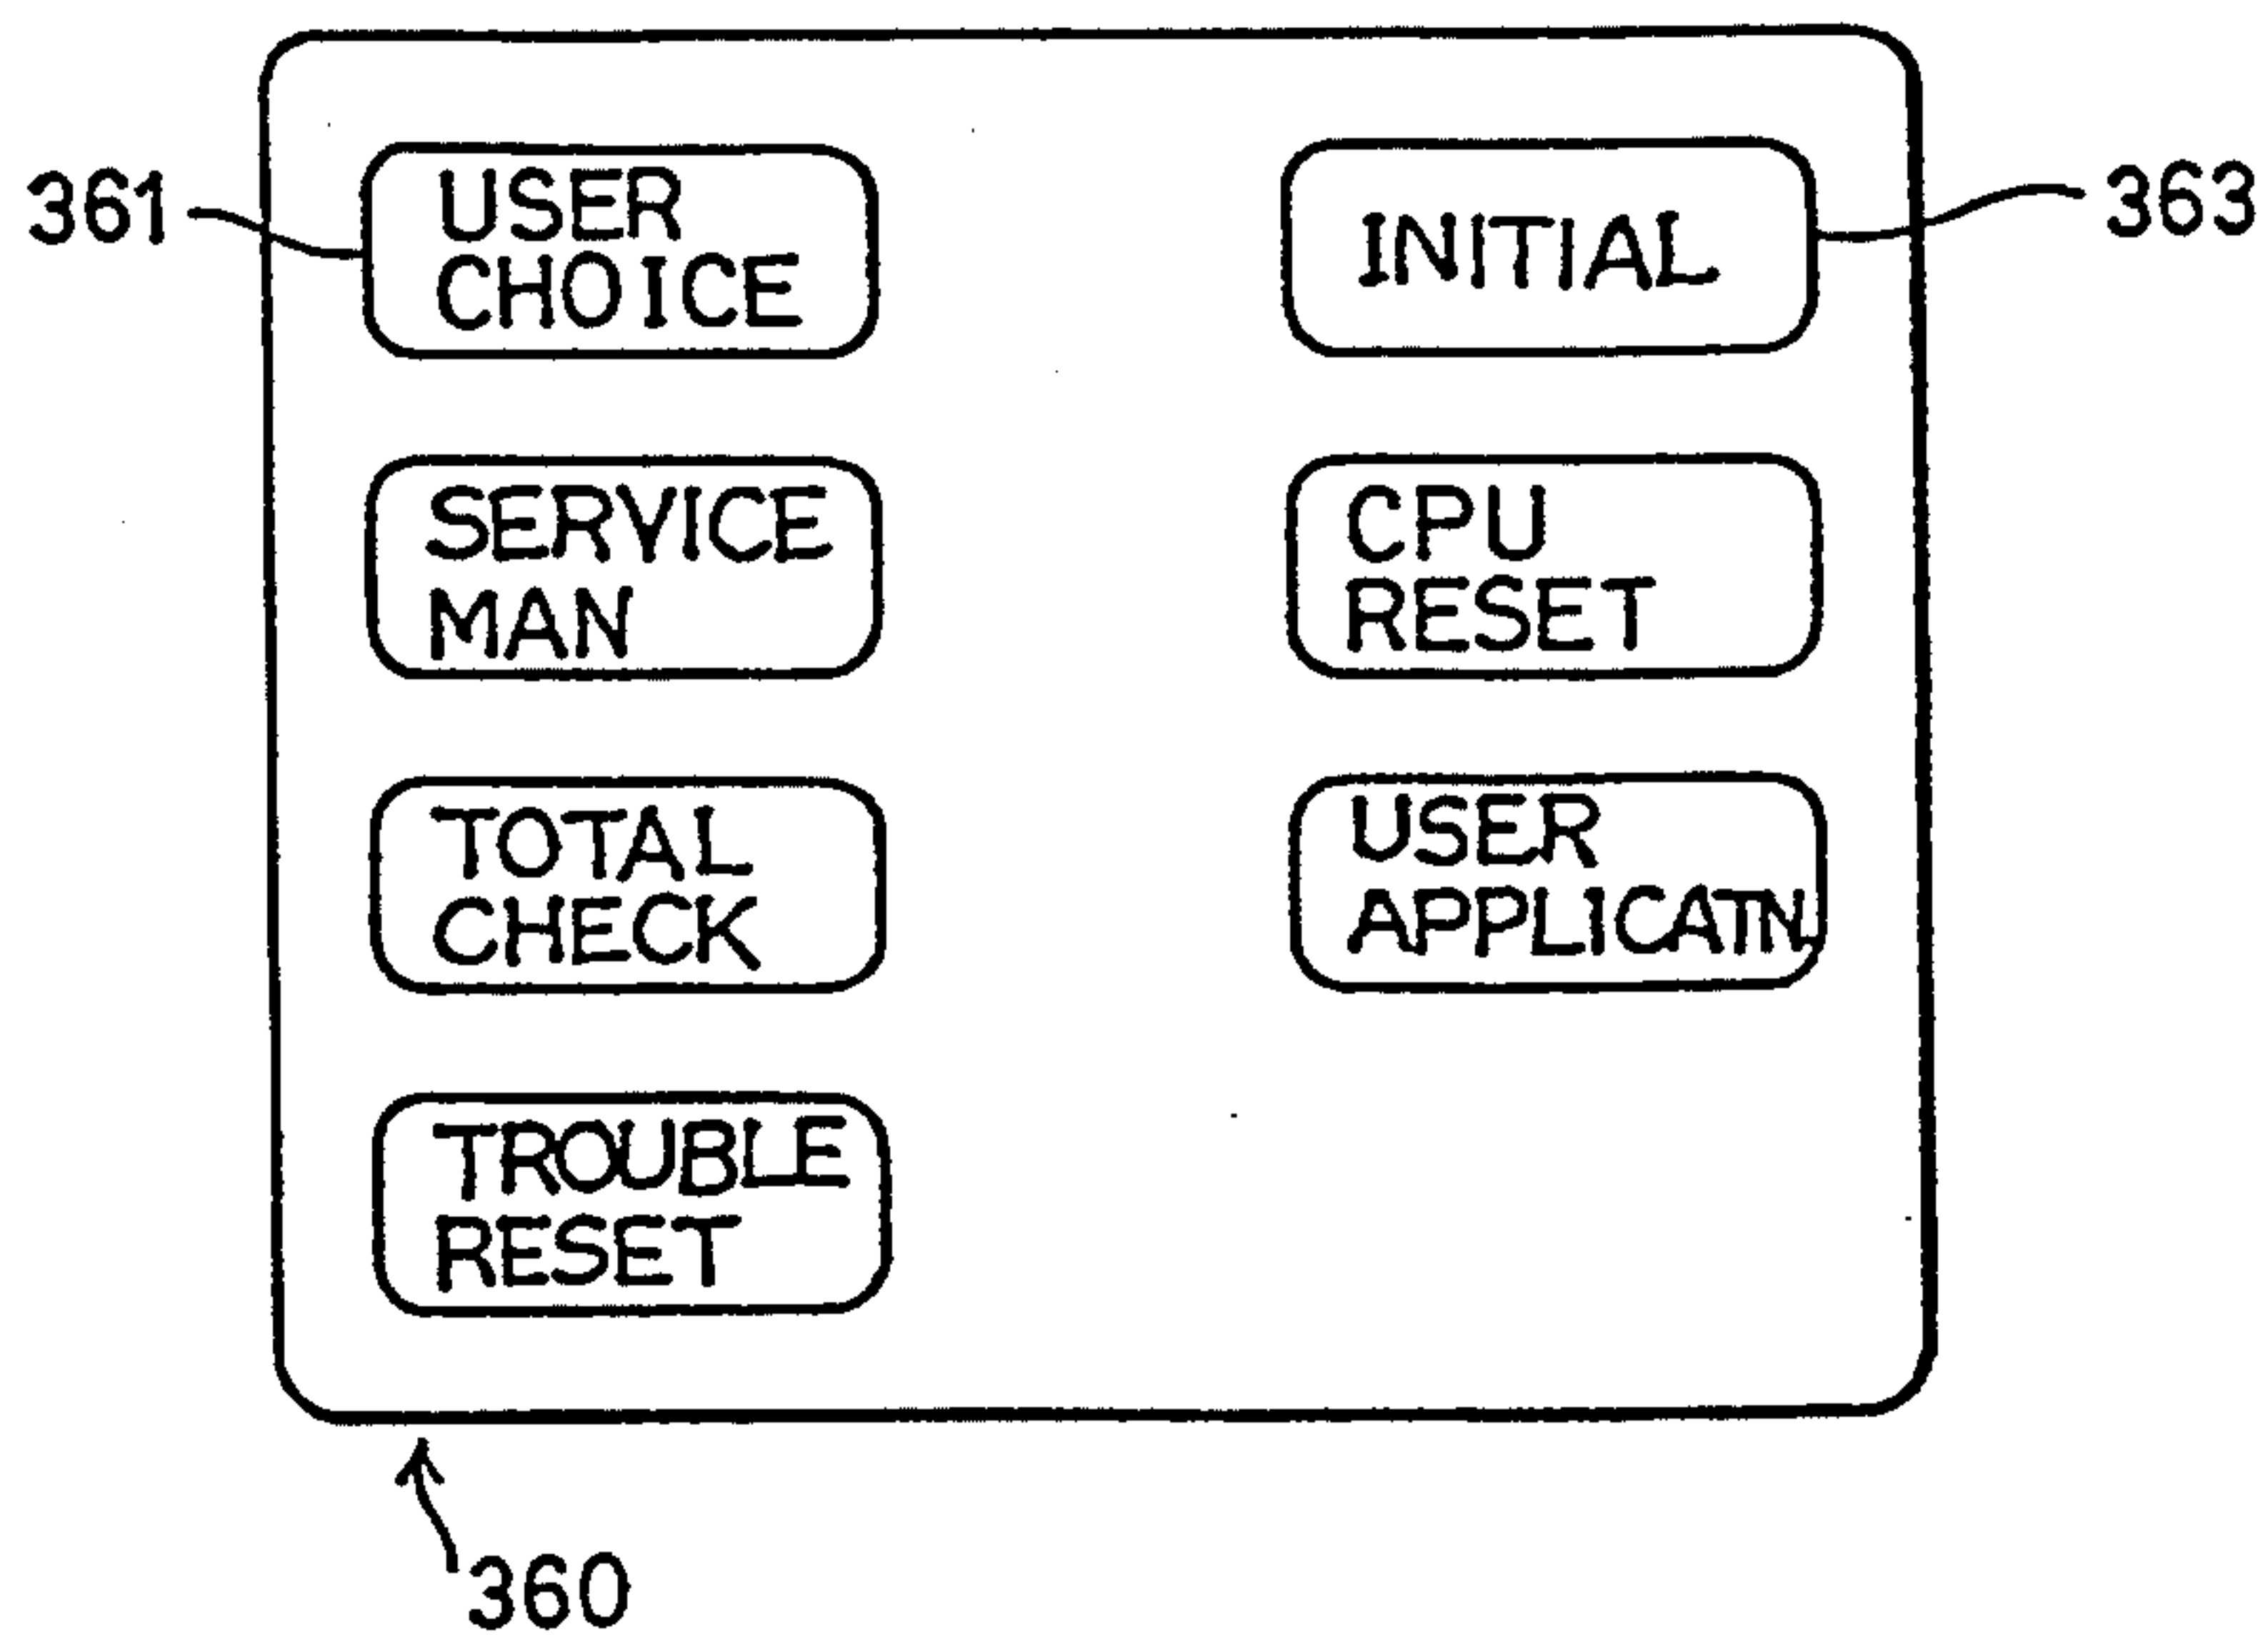 361
USER
CHOICE
INITIAL
363
SERVICE
MAN
CPU
RESET
TOTAL
CHECK
USER
APPLICATN
TROUBLE
RESET
360